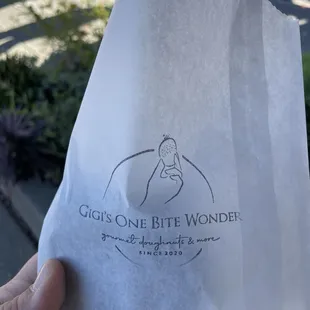 GiGi's One Bite Wonder
gourmet doughnuts & more
SINCE 2020